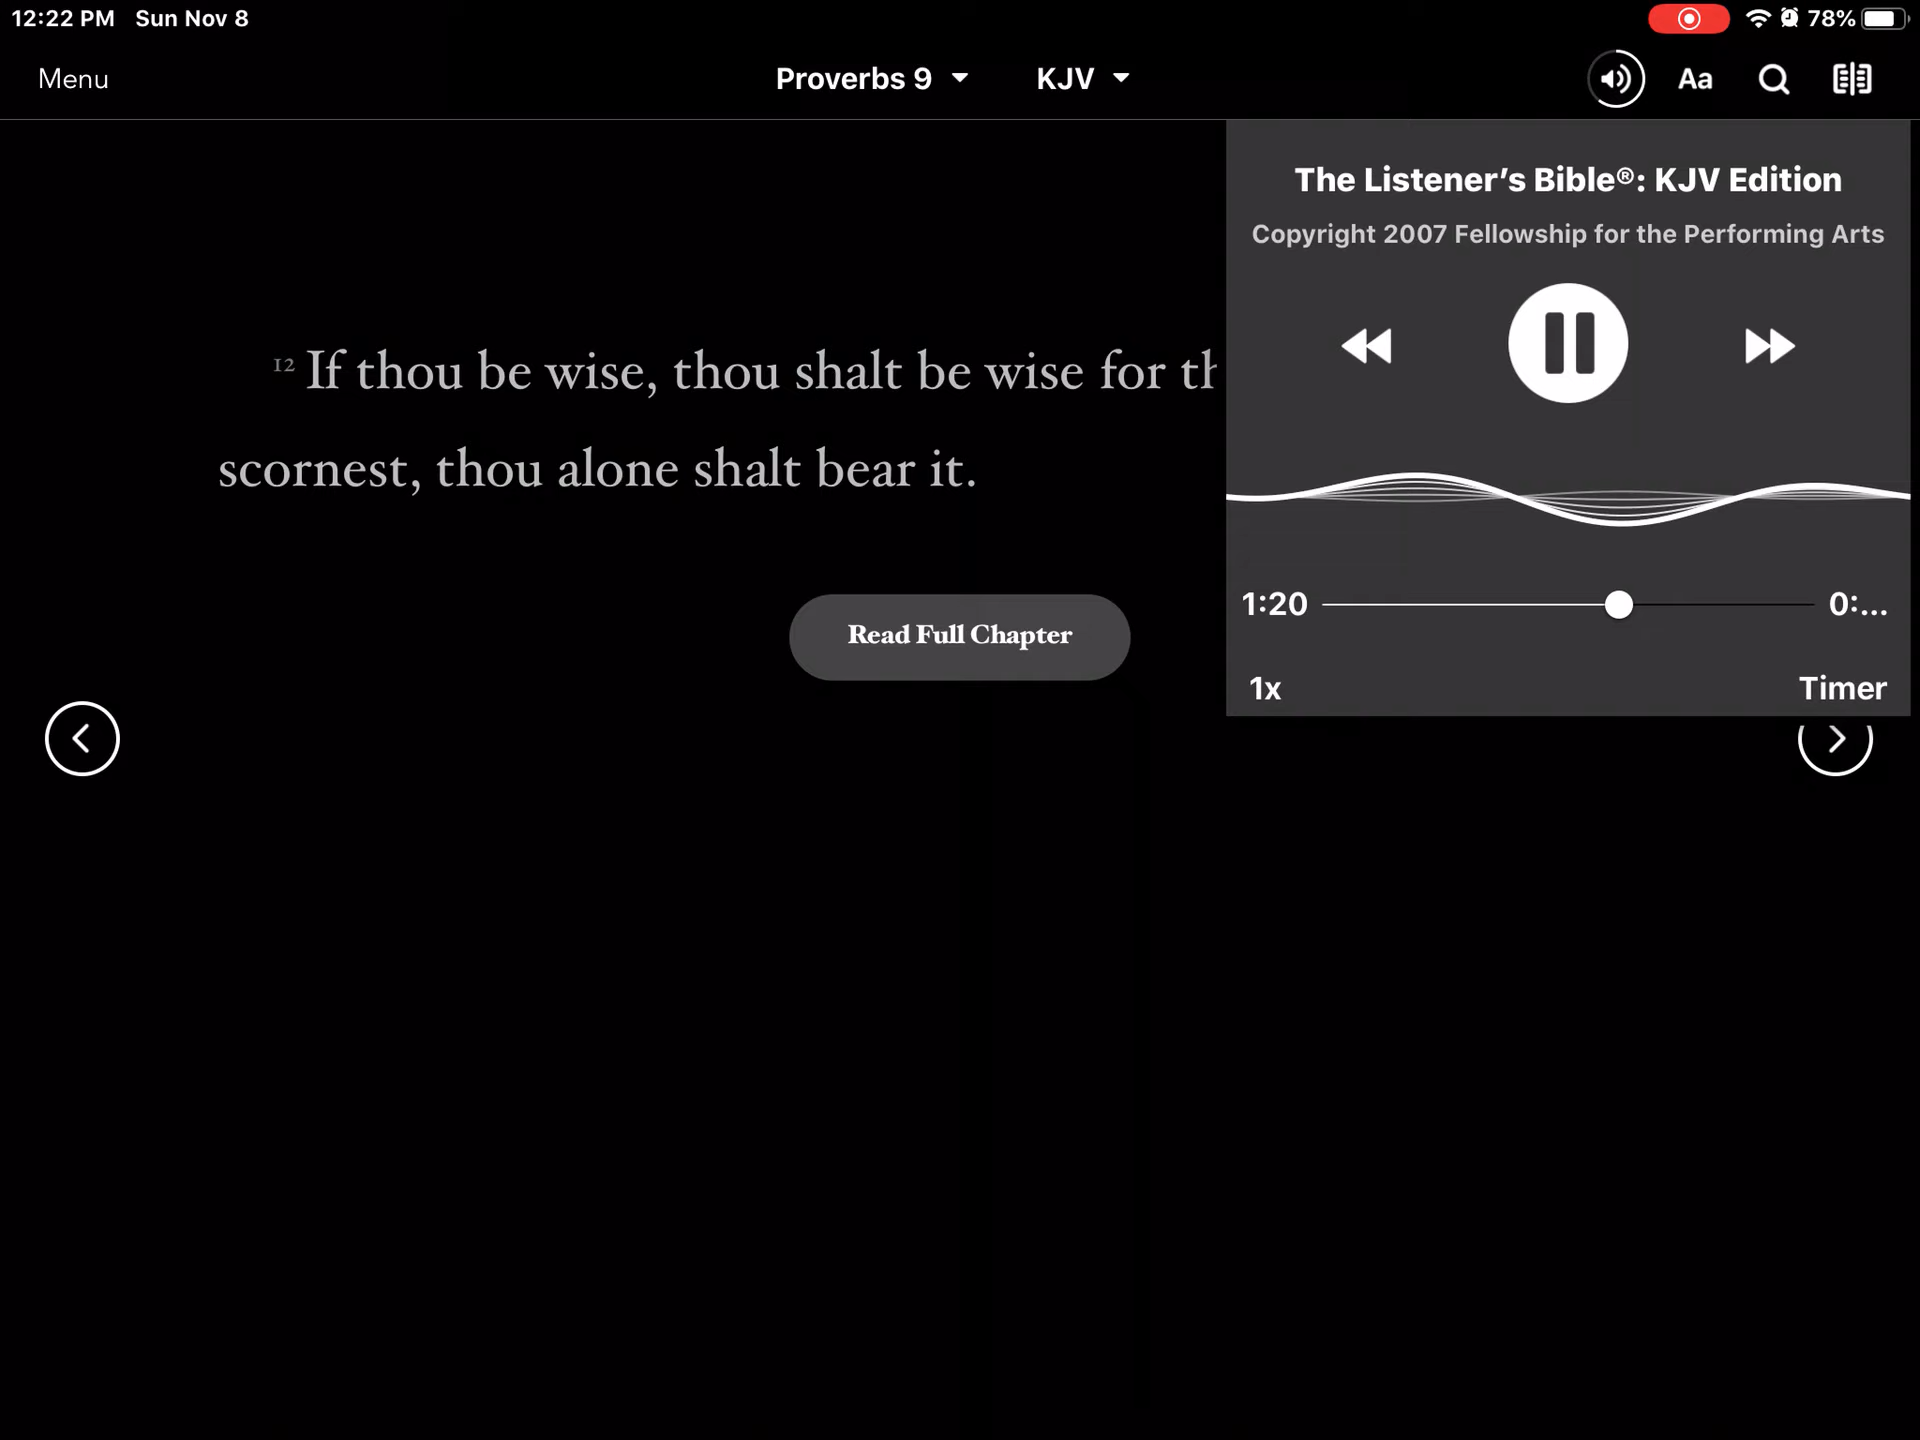 12:22 PM Sun Nov 8 78%
Menu Proverbs 9 KJV Aa
The Listener’s Bible®: KJV Edition
Copyright 2007 Fellowship for the Performing Arts
12 If thou be wise, thou shalt be wise for
scornest, thou alone shalt bear it.
1:20 0:...
Read Full Chapter
1x Timer